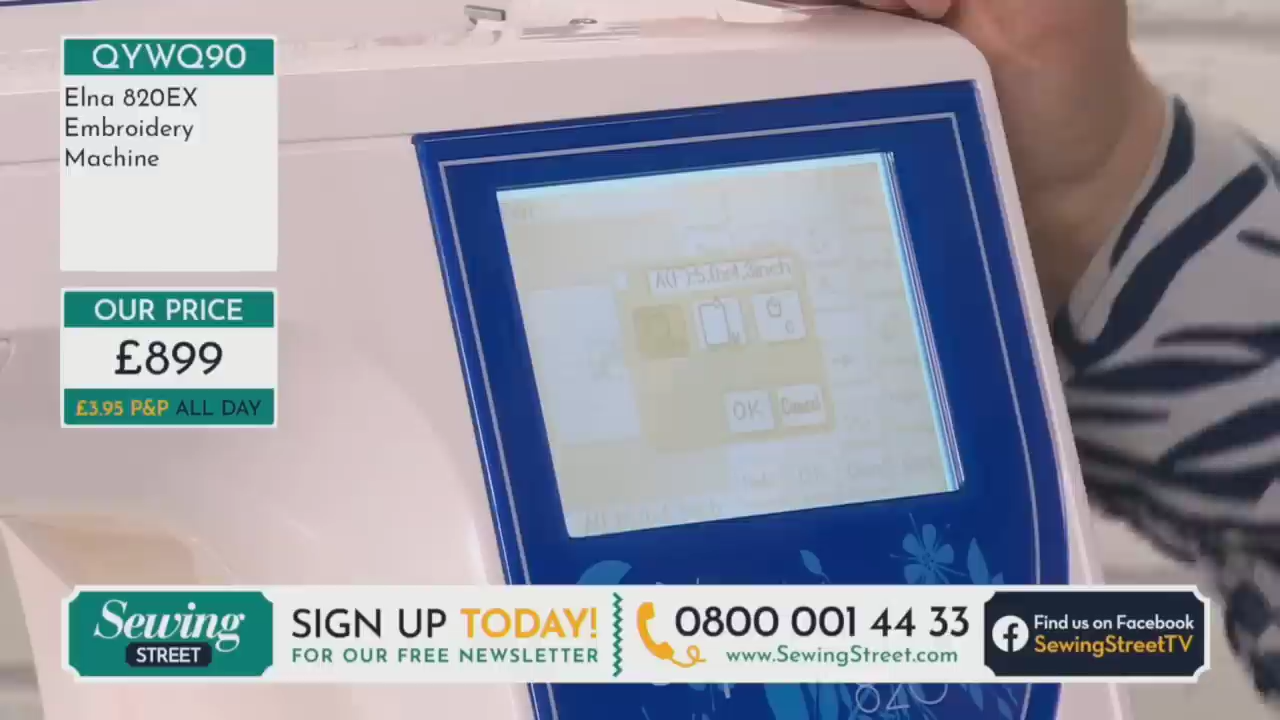 QYWQ90
Elna 820EX
Embroidery
Machine
OUR PRICE
£899
£3.95 P&P ALL DAY
OK
Cancel
820
Sewing
STREET
SIGN UP TODAY!
FOR OUR FREE NEWSLETTER
0800 001 44 33
www.SewingStreet.com
Find us on Facebook
SewingStreetTV